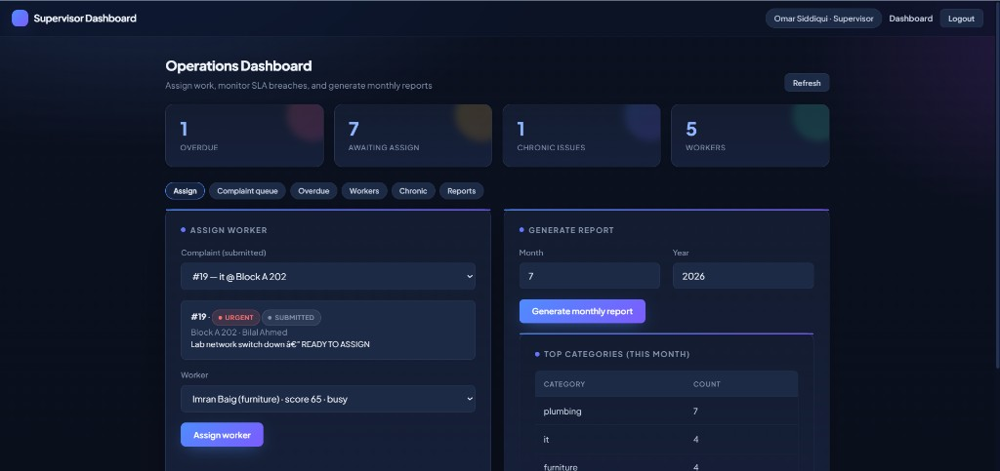 Supervisor Dashboard
Omar Siddiqui · Supervisor
Dashboard
Logout
Operations Dashboard
Assign work, monitor SLA breaches, and generate monthly reports
Refresh
1
OVERDUE
7
AWAITING ASSIGN
1
CHRONIC ISSUES
5
WORKERS
Assign
Complaint queue
Overdue
Workers
Chronic
Reports
ASSIGN WORKER
Complaint (submitted)
#19 — it @ Block A 202
#19 · URGENT SUBMITTED
Block A 202 · Bilal Ahmed
Lab network switch down â€" READY TO ASSIGN
Worker
Imran Baig (furniture) · score 65 · busy
Assign worker
GENERATE REPORT
Month Year
7 2026
Generate monthly report
TOP CATEGORIES (THIS MONTH)
CATEGORY COUNT
plumbing 7
it 4
furniture 4